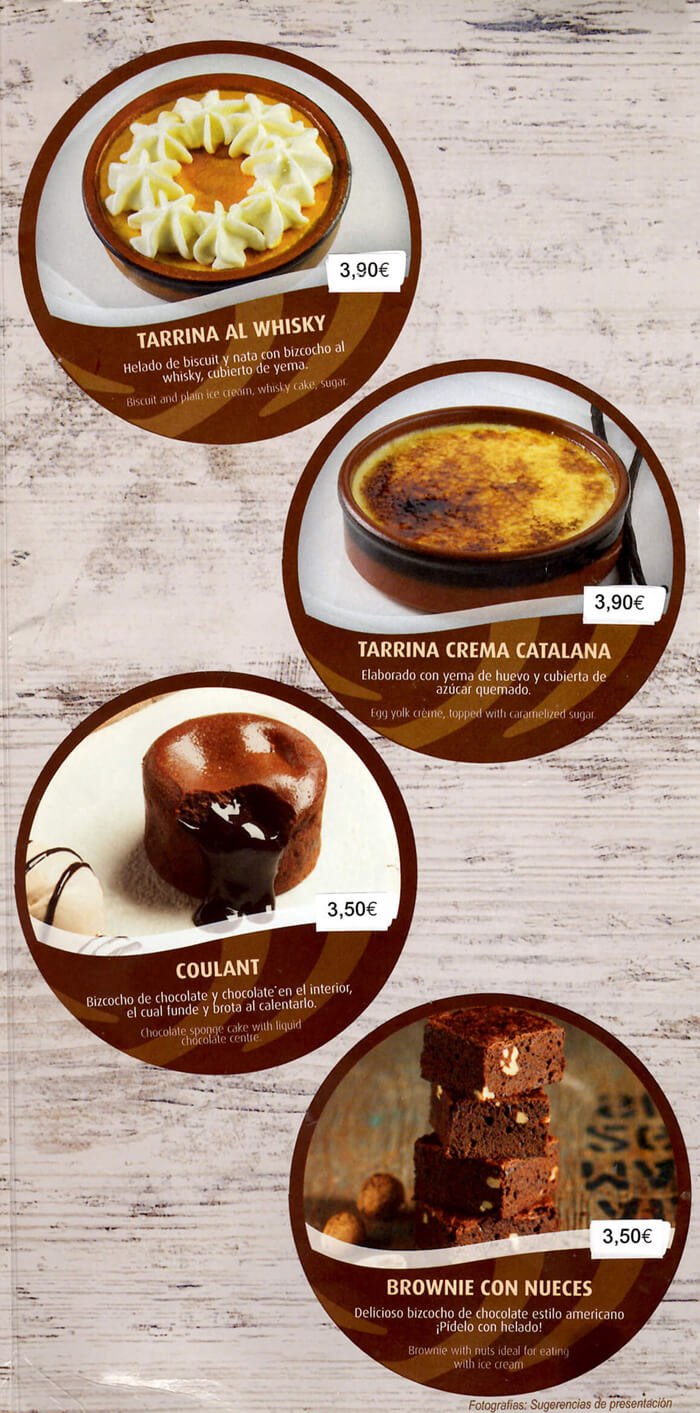 3,90€
TARRINA AL WHISKY
Helado de biscuit y nata con bizcocho al
whisky, cubierto de yema.
Biscuit and plain ice cream, whisky cake, sugar.
3,90€
TARRINA CREMA CATALANA
Elaborado con yema de huevo y cubierta de
azúcar quemado.
Egg yolk crème, topped with caramelized sugar.
3,50€
COULANT
Bizcocho de chocolate y chocolate en el interior,
el cual funde y brota al calentarlo.
Chocolate sponge cake with liquid
chocolate centre.
3,50€
BROWNIE CON NUECES
Delicioso bizcocho de chocolate estilo americano
¡Pídelo con helado!
Brownie with nuts ideal for eating
with ice cream
Fotografías: Sugerencias de presentación